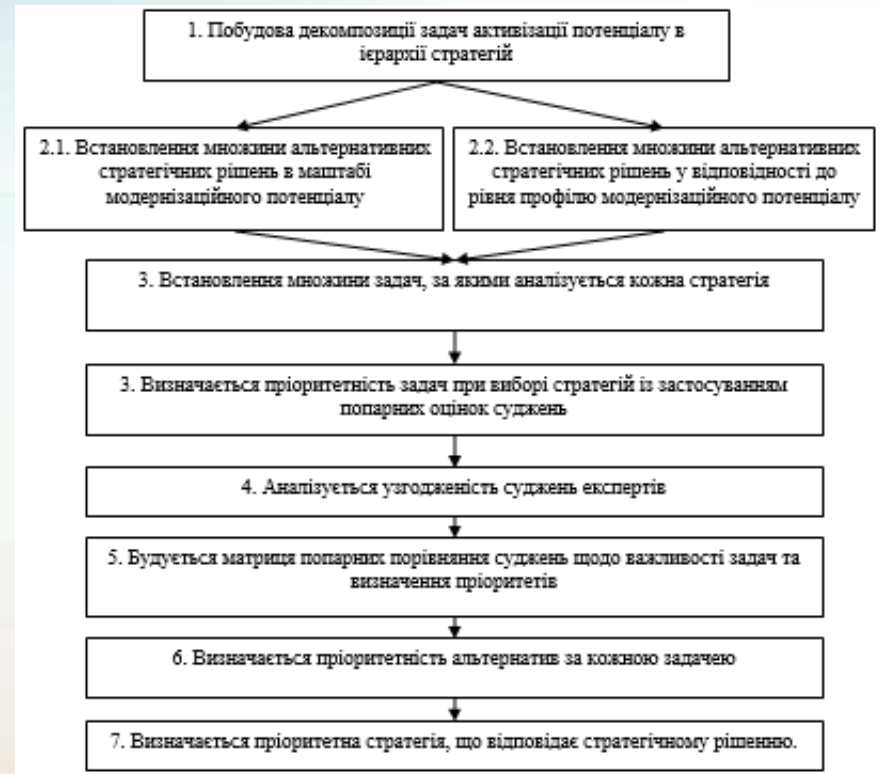 1. Побудова декомпозиції задач активізації потенціалу в
ієрархії стратегій
2.1. Встановлення множини альтернативних
стратегічних рішень в маштабі
модернізаційного потенціалу
2.2. Встановлення множини альтернативних
стратегічних рішень у відповідності до
рівня профілю модернізаційного потенціалу
3. Встановлення множини задач, за якими аналізується кожна стратегія
3. Визначається пріоритетність задач при виборі стратегій із застосуванням
попарних оцінок суджень
4. Аналізується узгодженість суджень експертів
5. Будується матриця попарних порівняння суджень щодо важливості задач та
визначення пріоритетів
6. Визначається пріоритетність альтернатив за кожною задачею
7. Визначається пріоритетна стратегія, що відповідає стратегічному рішенню.